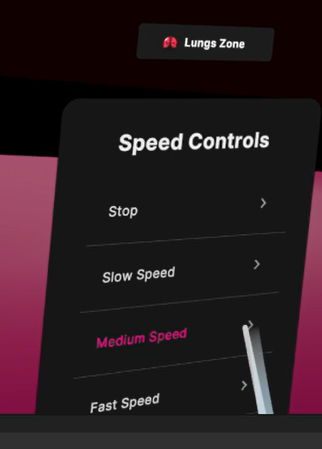 Lungs Zone
Speed Controls
Stop
Slow Speed
Medium Speed
Fast Speed